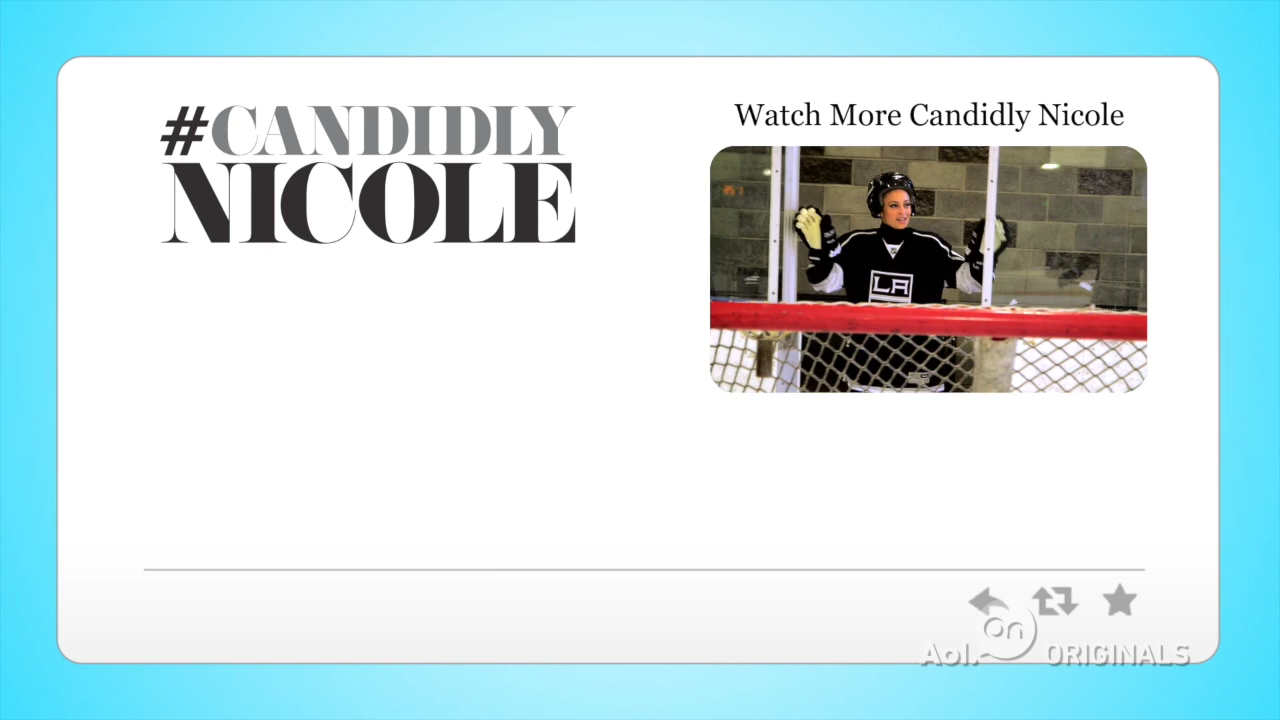 #CANDIDLY
NICOLE
Watch More Candidly Nicole
LA
Aol. On ORIGINALS